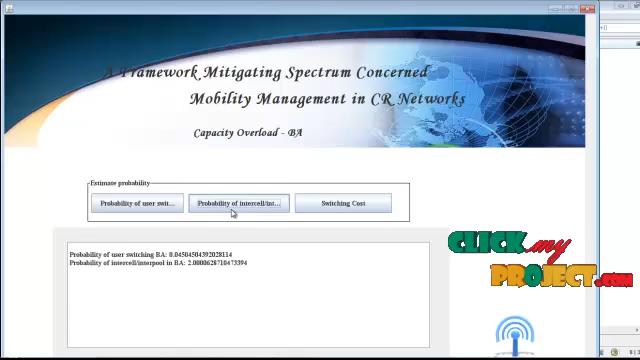 A Framework Mitigating Spectrum Concerned
Mobility Management in CR Networks
Capacity Overload - BA
Estimate probability
Probability of user swit...
Probability of intercell/int...
Switching Cost
Probability of user switching BA: 0.04504504392028114
Probability of intercell/interpool in BA: 2.0000628710473394
CLICK my
PROJECT.COM